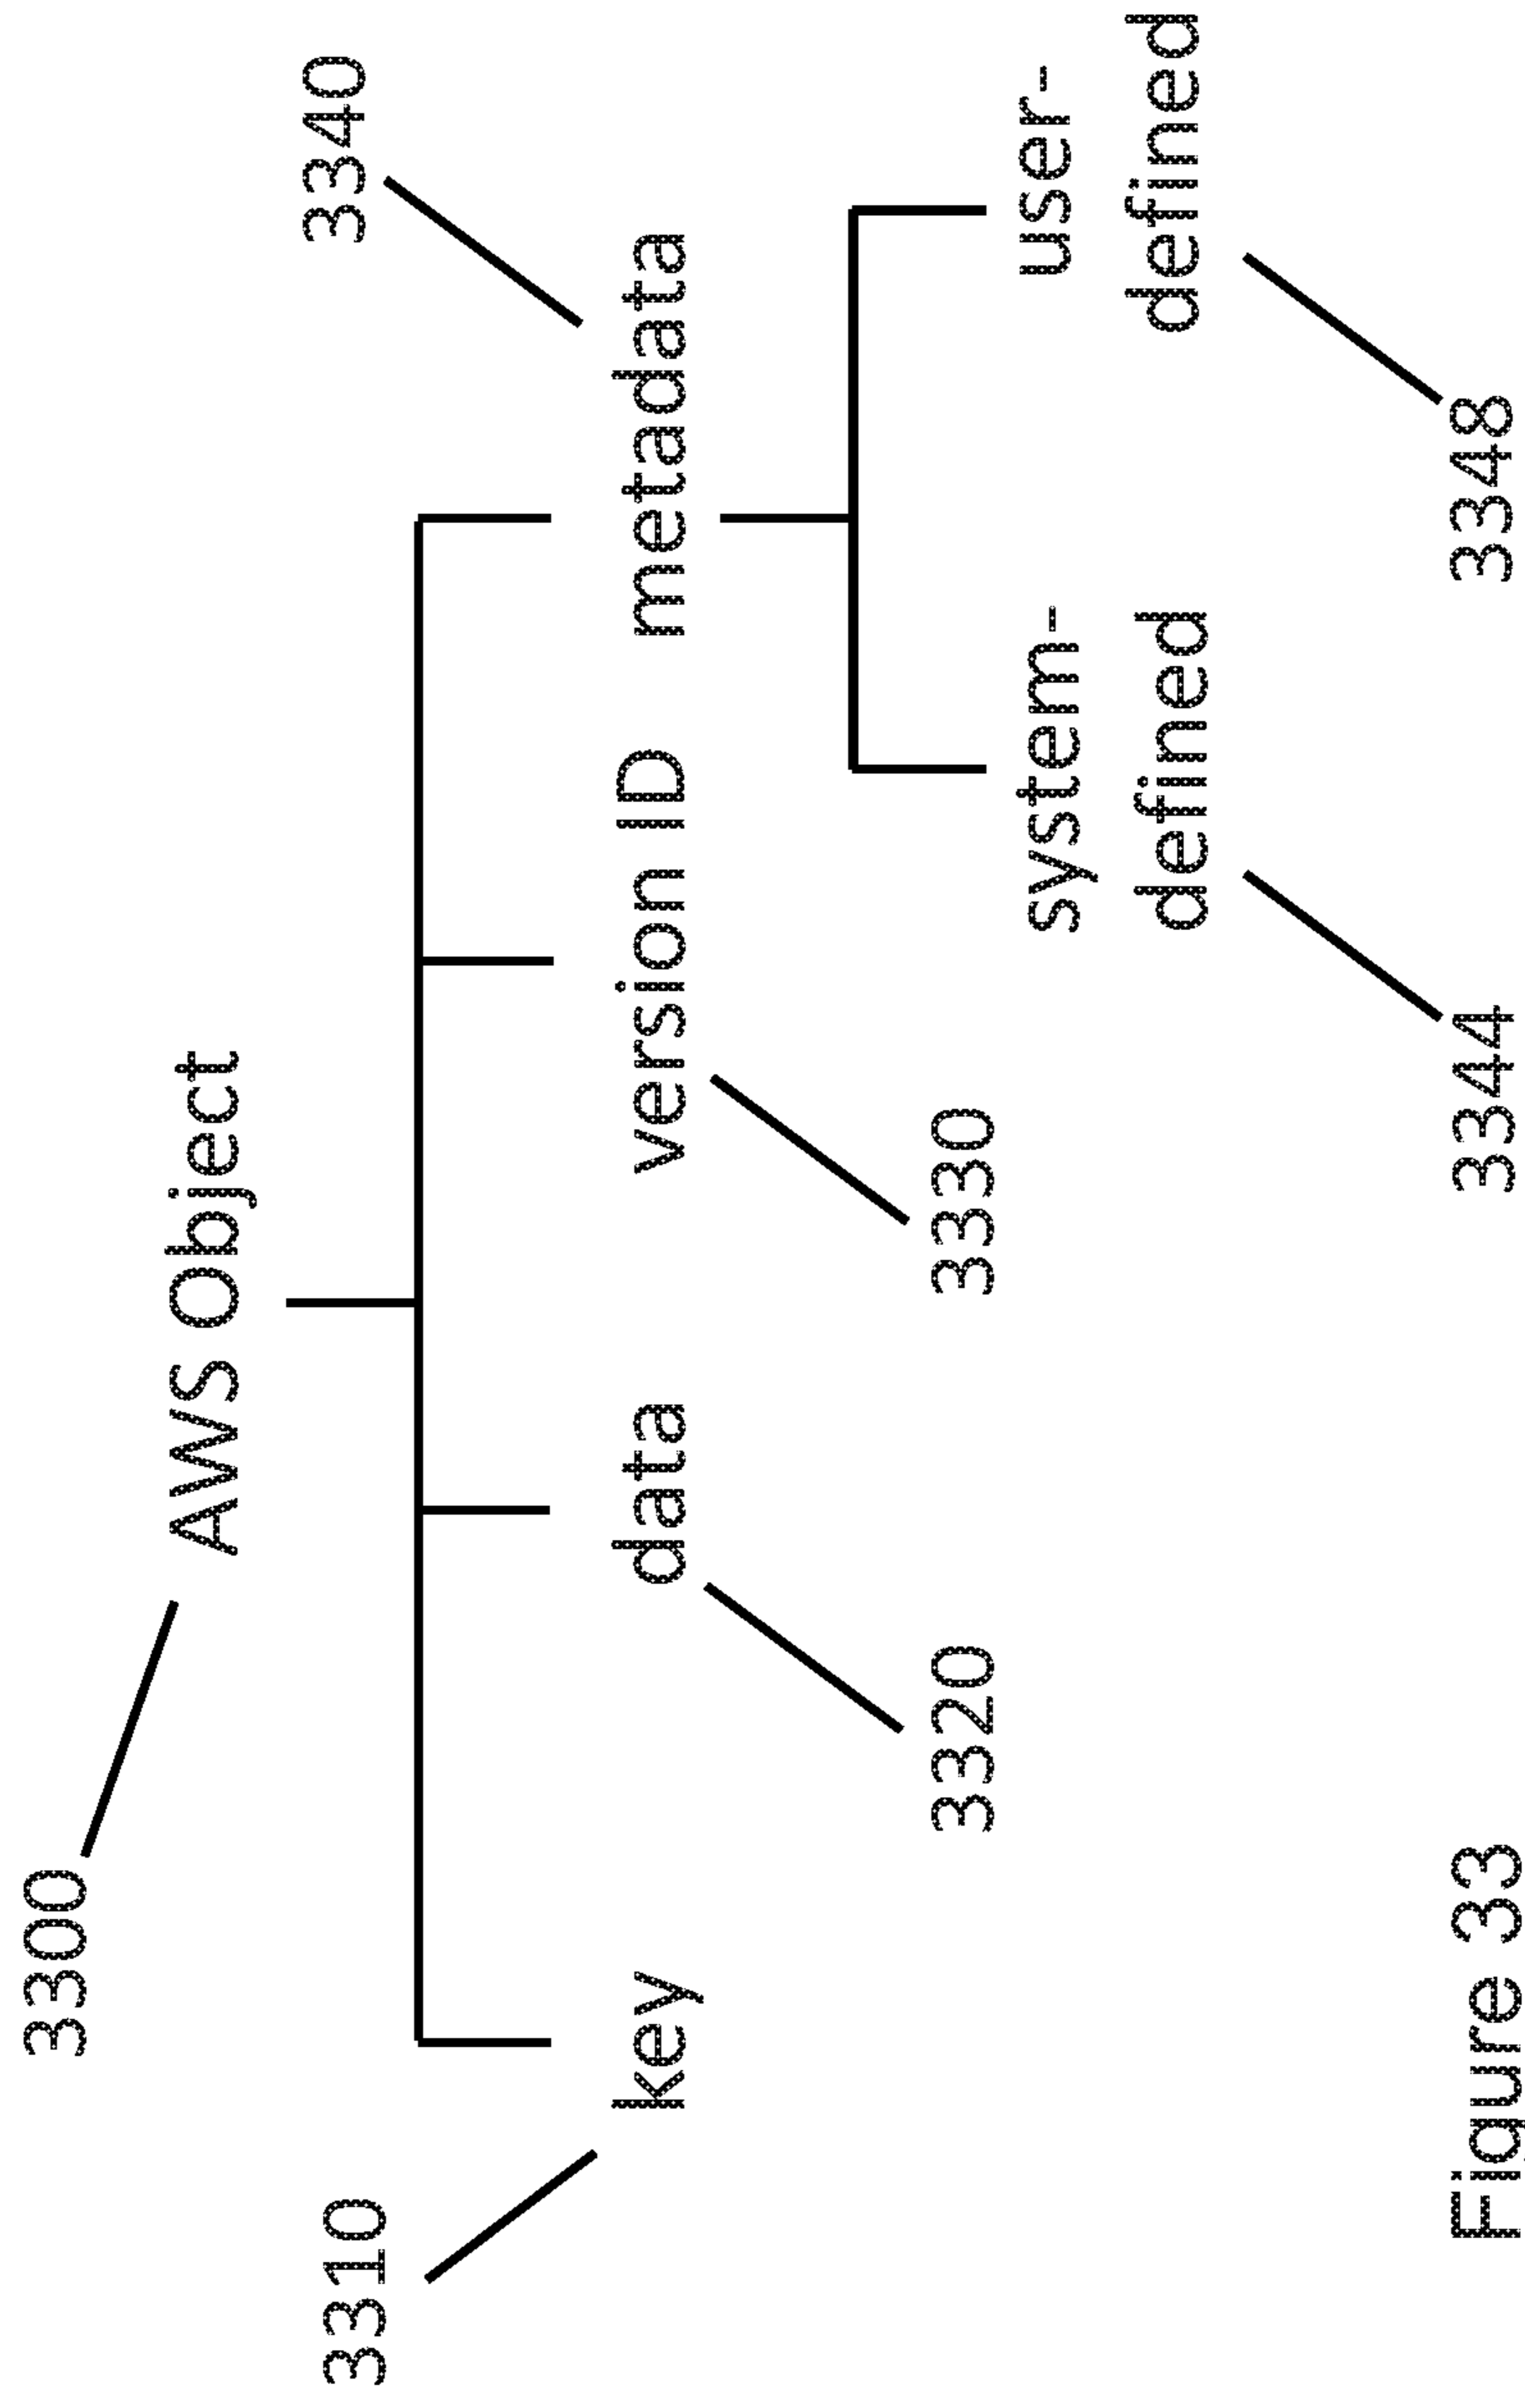 3300
AWS Object
3310
3340
key
data
version ID
metadata
3320
3330
system-
defined
user-
defined
3344
3348
Figure 33